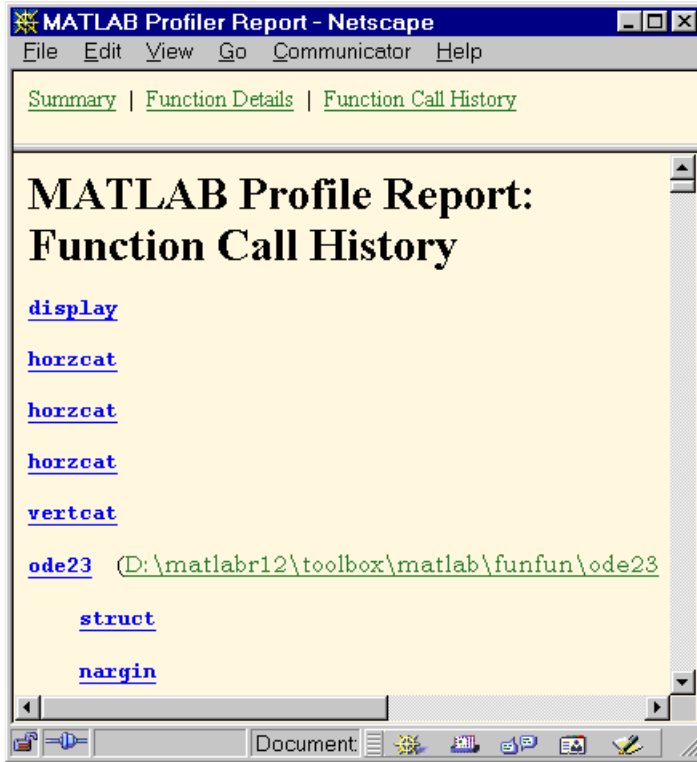 MATLAB Profiler Report - Netscape
File Edit View Go Communicator Help
Summary | Function Details | Function Call History
MATLAB Profile Report:
Function Call History
display
horzcat
horzcat
horzcat
vertcat
ode23 (D:\matlabr12\toolbox\matlab\funfun\ode23
struct
nargin
Document: